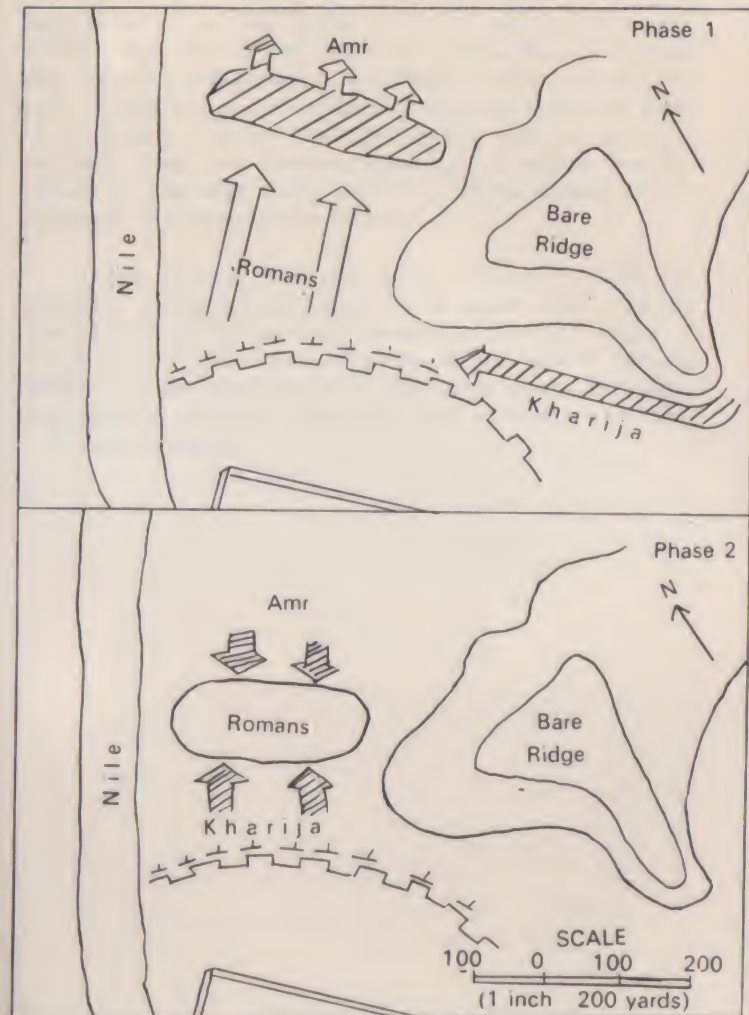 Phase 1
Amr
N
Bare
Ridge
Nile
Romans
Kharija
Phase 2
N
Amr
Romans
Bare
Ridge
Nile
Kharija
SCALE
100 0 100 200
(1 inch 200 yards)